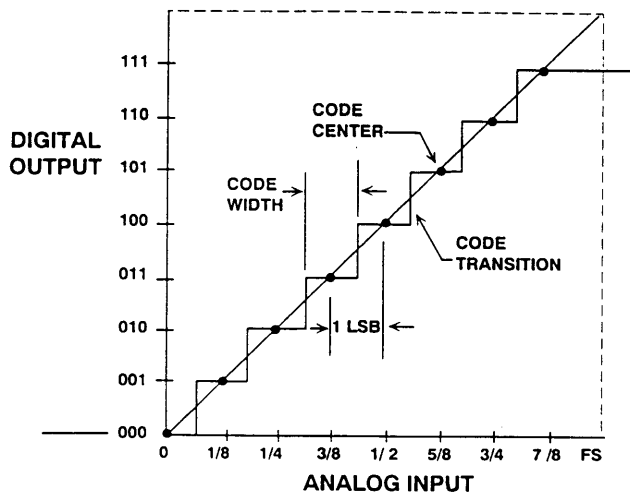 111
110
DIGITAL
OUTPUT
101
100
011
010
001
000
CODE
CENTER
CODE
WIDTH
CODE
TRANSITION
1 LSB
0 1/8 1/4 3/8 1/2 5/8 3/4 7/8 FS
ANALOG INPUT